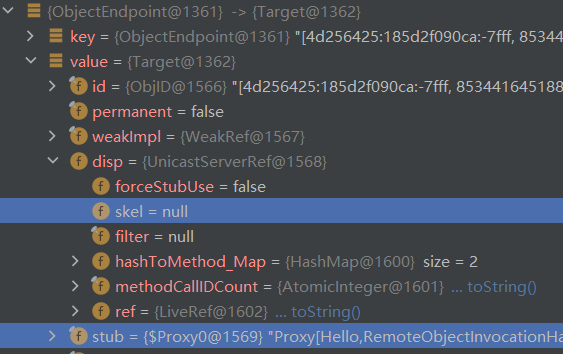 {ObjectEndpoint@1361} -> {Target@1362}
key = {ObjectEndpoint@1361} "[4d256425:185d2f090ca:-7fff, 85344
value = {Target@1362}
id = {ObjID@1566} "[4d256425:185d2f090ca:-7fff, 853441645188
permanent = false
weakImpl = {WeakRef@1567}
disp = {UnicastServerRef@1568}
forceStubUse = false
skel = null
filter = null
hashToMethod_Map = {HashMap@1600} size = 2
methodCallIDCount = {AtomicInteger@1601} ... toString()
ref = {LiveRef@1602} ... toString()
stub = {$Proxy0@1569} "Proxy[Hello,RemoteObjectInvocationHa